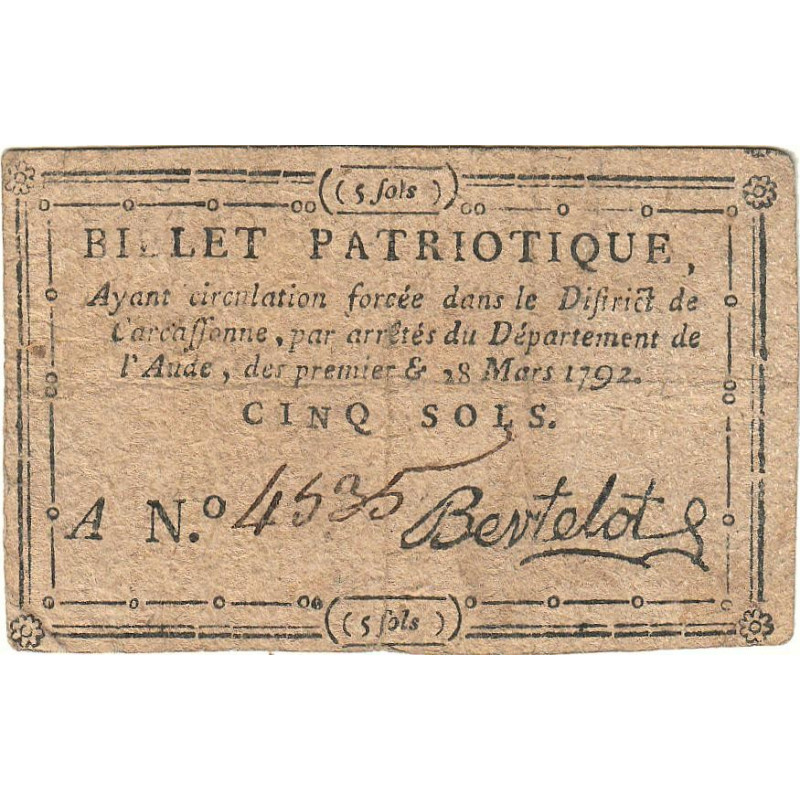 (5 ſols)
BILLET PATRIOTIQUE,
Ayant circulation forcée dans le Diſtrict de
Carcaſſonne, par arrêtés du Département de
l'Aude, des premier & 28 Mars 1792.
CINQ SOLS.
A N.º 4535 Bertelot
(5 ſols)